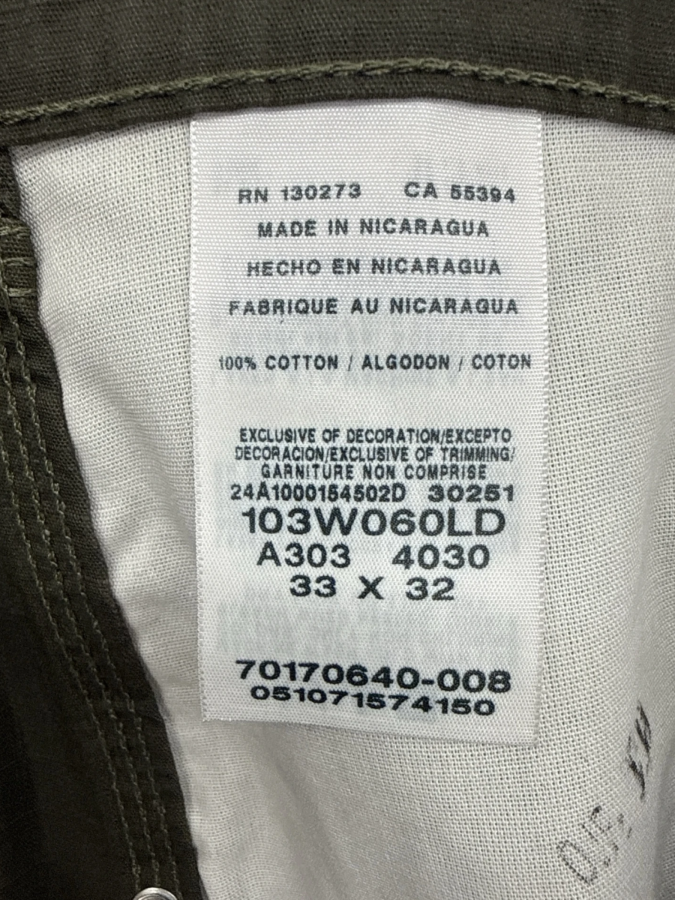 RN 130273 CA 55394
MADE IN NICARAGUA
HECHO EN NICARAGUA
FABRIQUE AU NICARAGUA
100% COTTON / ALGODON / COTON
EXCLUSIVE OF DECORATION/EXCEPTO
DECORACION/EXCLUSIVE OF TRIMMING/
GARNITURE NON COMPRISE
24A1000154502D 30251
103W060LD
A303 4030
33 X 32
70170640-008
051071574150